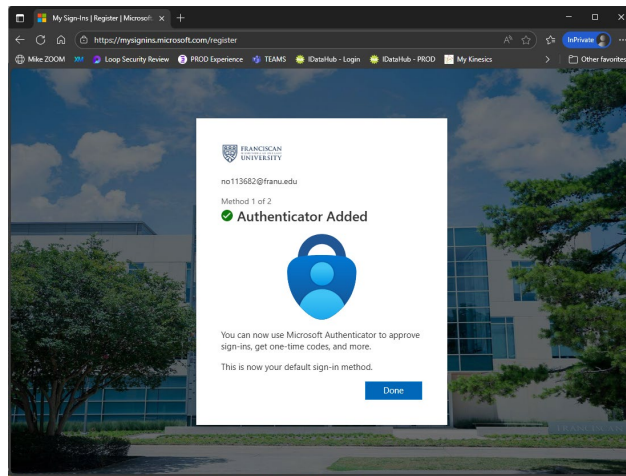 My Sign-Ins | Register | Microsoft
https://mysignins.microsoft.com/register
InPrivate
Mike ZOOM
Loop Security Review
PROD Experience
TEAMS
IDataHub - Login
IDataHub - PROD
My Kinesics
Other favorites
FRANCISCAN
UNIVERSITY
no113682@franu.edu
Method 1 of 2
Authenticator Added
You can now use Microsoft Authenticator to approve
sign-ins, get one-time codes, and more.
This is now your default sign-in method.
Done
FRANCISCAN